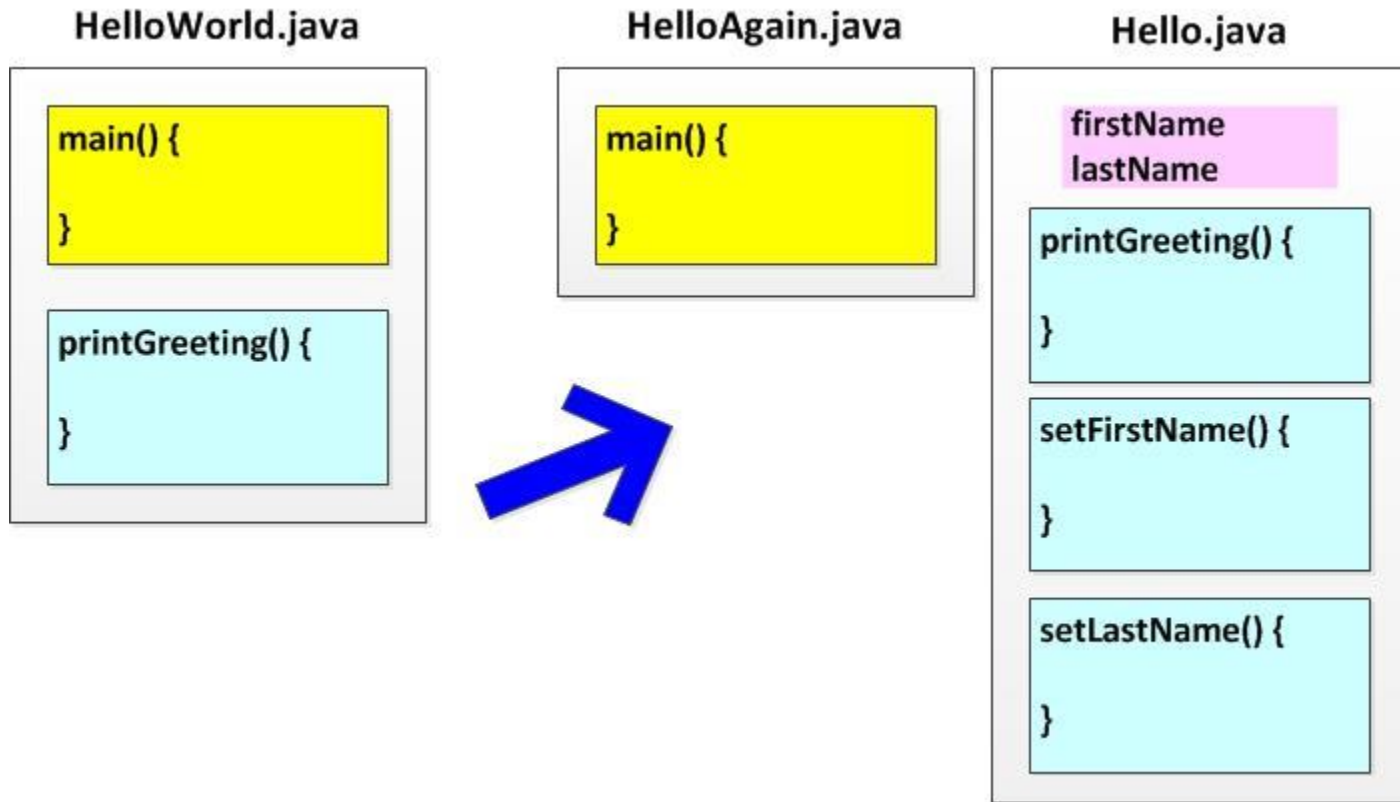 HelloWorld.java
main() {
}
printGreeting() {
}
HelloAgain.java
main() {
}
Hello.java
firstName
lastName
printGreeting() {
}
setFirstName() {
}
setLastName() {
}